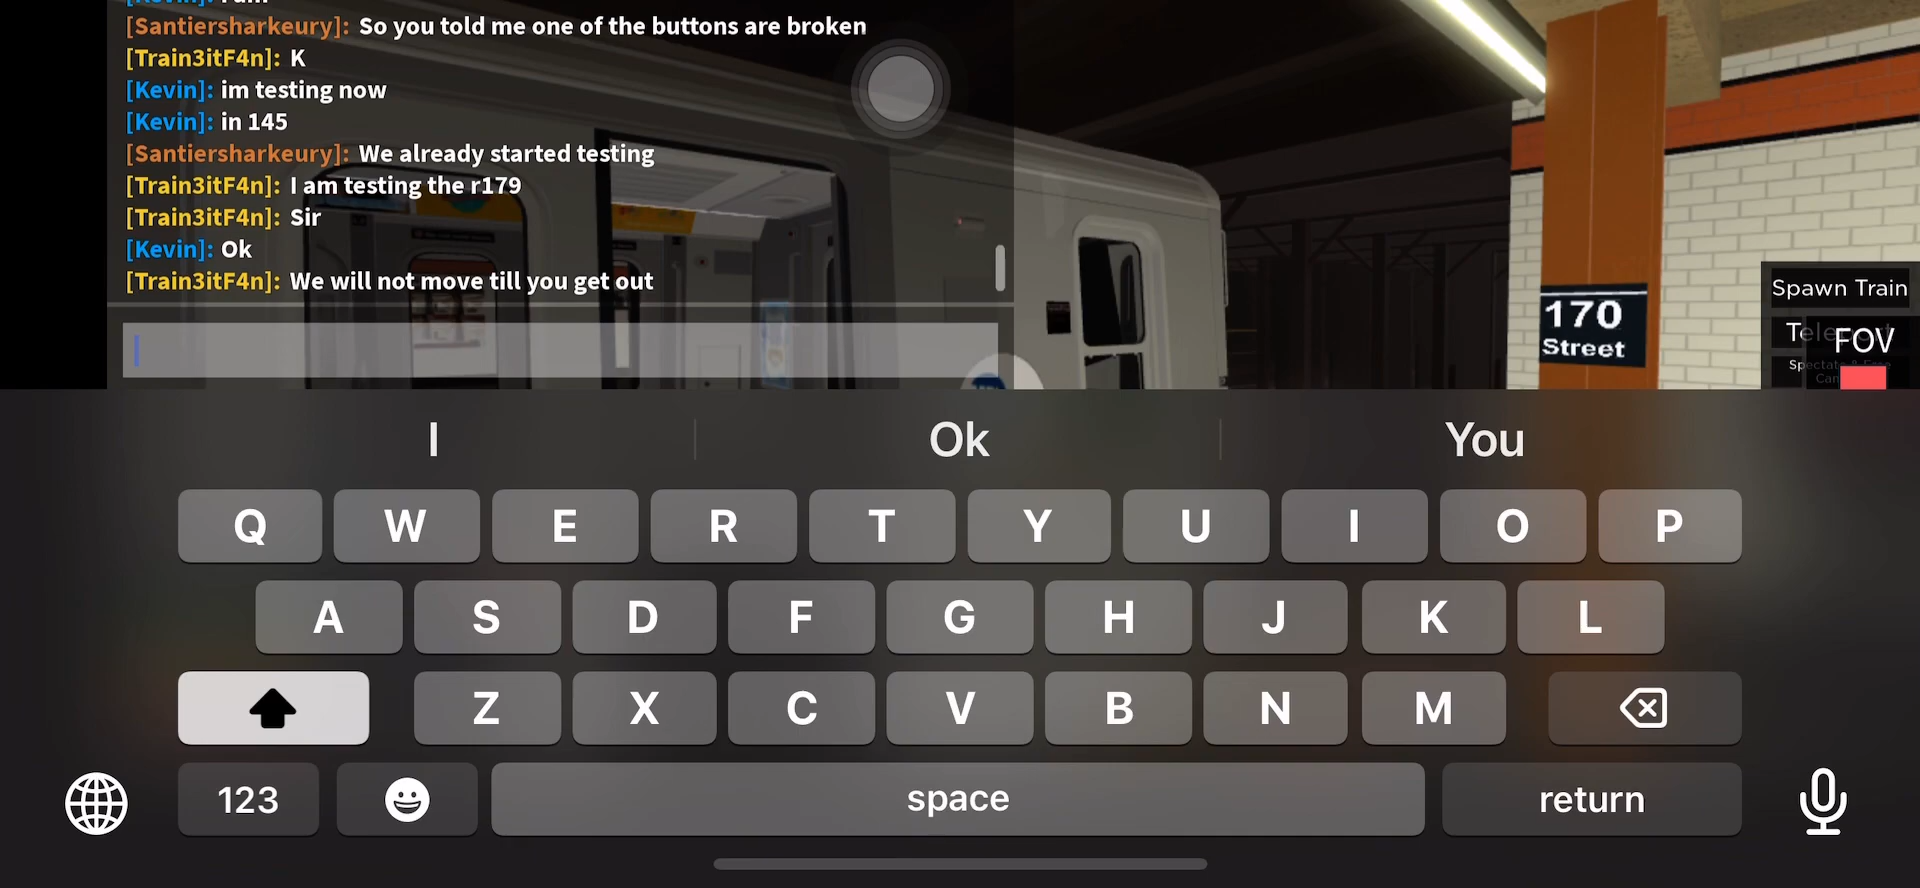 [Santiersharkeury]: So you told me one of the buttons are broken
[Train3itF4n]: K
[Kevin]: im testing now
[Kevin]: in 145
[Santiersharkeury]: We already started testing
[Train3itF4n]: I am testing the r179
[Train3itF4n]: Sir
[Kevin]: Ok
[Train3itF4n]: We will not move till you get out
Spawn Train
170
Street
FOV
I Ok You
Q W E R T Y U I O P
A S D F G H J K L
Z X C V B N M
123 space return